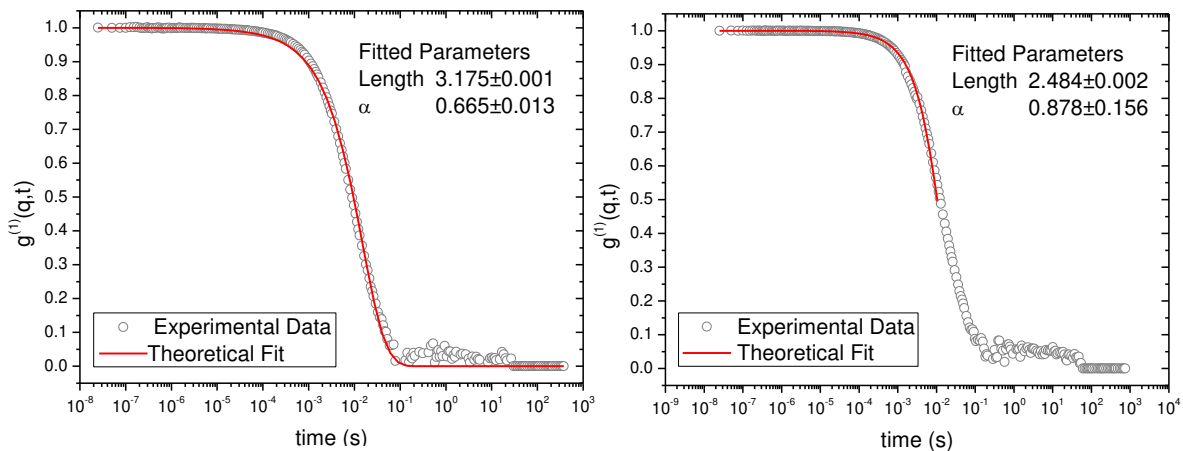 1.0
0.9
0.8
0.7
0.6
0.5
0.4
0.3
0.2
0.1
0.0
g(1)(q,t)
Fitted Parameters
Length 3.175±0.001
α 0.665±0.013
Experimental Data
Theoretical Fit
10-8 10-7 10-6 10-5 10-4 10-3 10-2 10-1 100 101 102 103
time (s)
1.0
0.9
0.8
0.7
0.6
0.5
0.4
0.3
0.2
0.1
0.0
g(1)(q,t)
Fitted Parameters
Length 2.484±0.002
α 0.878±0.156
Experimental Data
Theoretical Fit
10-9 10-8 10-7 10-6 10-5 10-4 10-3 10-2 10-1 100 101 102 103 104
time (s)